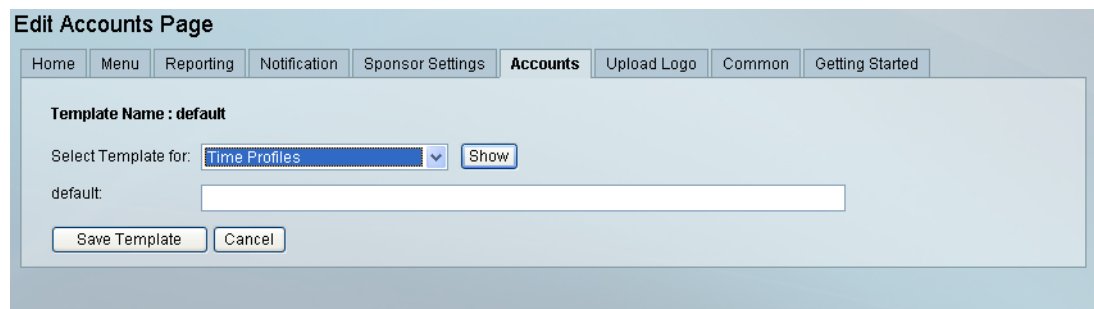 Edit Accounts Page
Home Menu Reporting Notification Sponsor Settings Accounts Upload Logo Common Getting Started
Template Name : default
Select Template for: Time Profiles Show
default:
Save Template Cancel